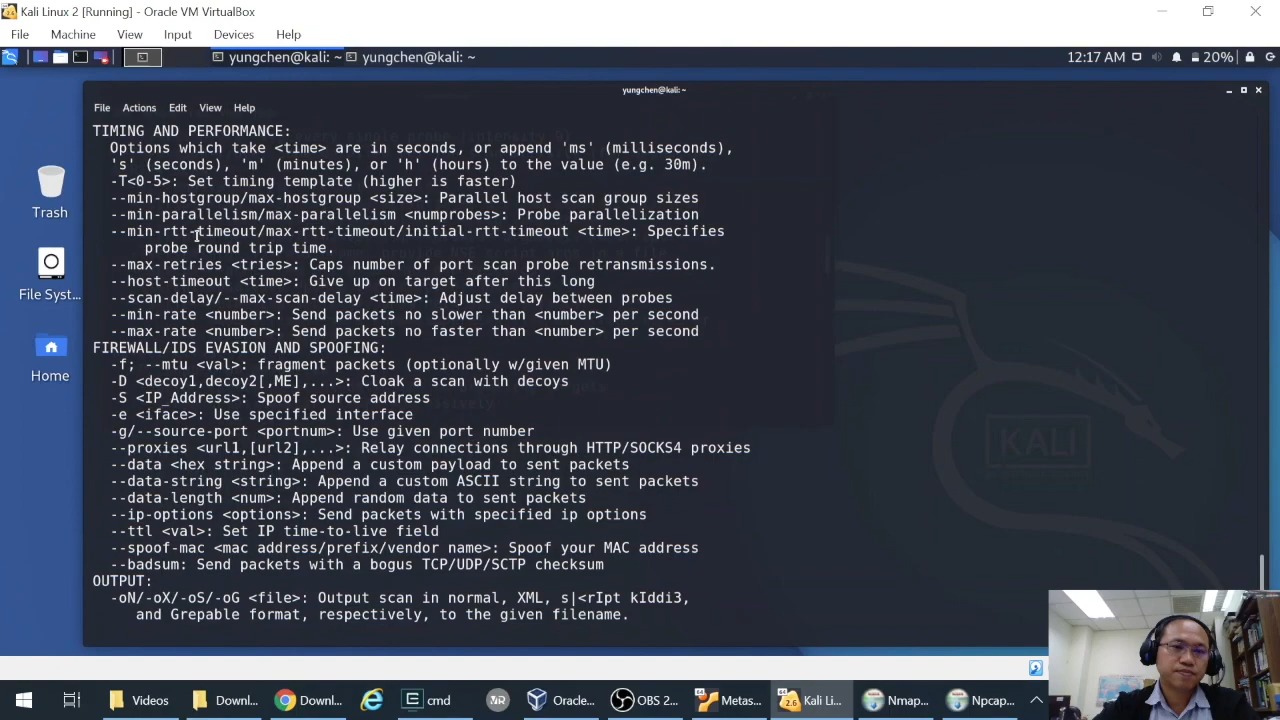 Kali Linux 2 [Running] - Oracle VM VirtualBox
File Machine View Input Devices Help
yungchen@kali: ~ yungchen@kali: ~ 12:17 AM 20%
yungchen@kali:~
File Actions Edit View Help
TIMING AND PERFORMANCE:
Options which take <time> are in seconds, or append 'ms' (milliseconds),
's' (seconds), 'm' (minutes), or 'h' (hours) to the value (e.g. 30m).
-T<0-5>: Set timing template (higher is faster)
--min-hostgroup/max-hostgroup <size>: Parallel host scan group sizes
--min-parallelism/max-parallelism <numprobes>: Probe parallelization
--min-rtt-timeout/max-rtt-timeout/initial-rtt-timeout <time>: Specifies
probe round trip time.
--max-retries <tries>: Caps number of port scan probe retransmissions.
--host-timeout <time>: Give up on target after this long
--scan-delay/--max-scan-delay <time>: Adjust delay between probes
--min-rate <number>: Send packets no slower than <number> per second
--max-rate <number>: Send packets no faster than <number> per second
FIREWALL/IDS EVASION AND SPOOFING:
-f; --mtu <val>: fragment packets (optionally w/given MTU)
-D <decoy1,decoy2[,ME],...>: Cloak a scan with decoys
-S <IP_Address>: Spoof source address
-e <iface>: Use specified interface
-g/--source-port <portnum>: Use given port number
--proxies <url1,[url2],...>: Relay connections through HTTP/SOCKS4 proxies
--data <hex string>: Append a custom payload to sent packets
--data-string <string>: Append a custom ASCII string to sent packets
--data-length <num>: Append random data to sent packets
--ip-options <options>: Send packets with specified ip options
--ttl <val>: Set IP time-to-live field
--spoof-mac <mac address/prefix/vendor name>: Spoof your MAC address
--badsum: Send packets with a bogus TCP/UDP/SCTP checksum
OUTPUT:
-oN/-oX/-oS/-oG <file>: Output scan in normal, XML, s|<rIpt kIddi3,
and Grepable format, respectively, to the given filename.
Trash
File Syst...
Home
KALI
Videos Downl... Downl... cmd Oracle... OBS 2... Metas... Kali Li... Nmap... Npcap...